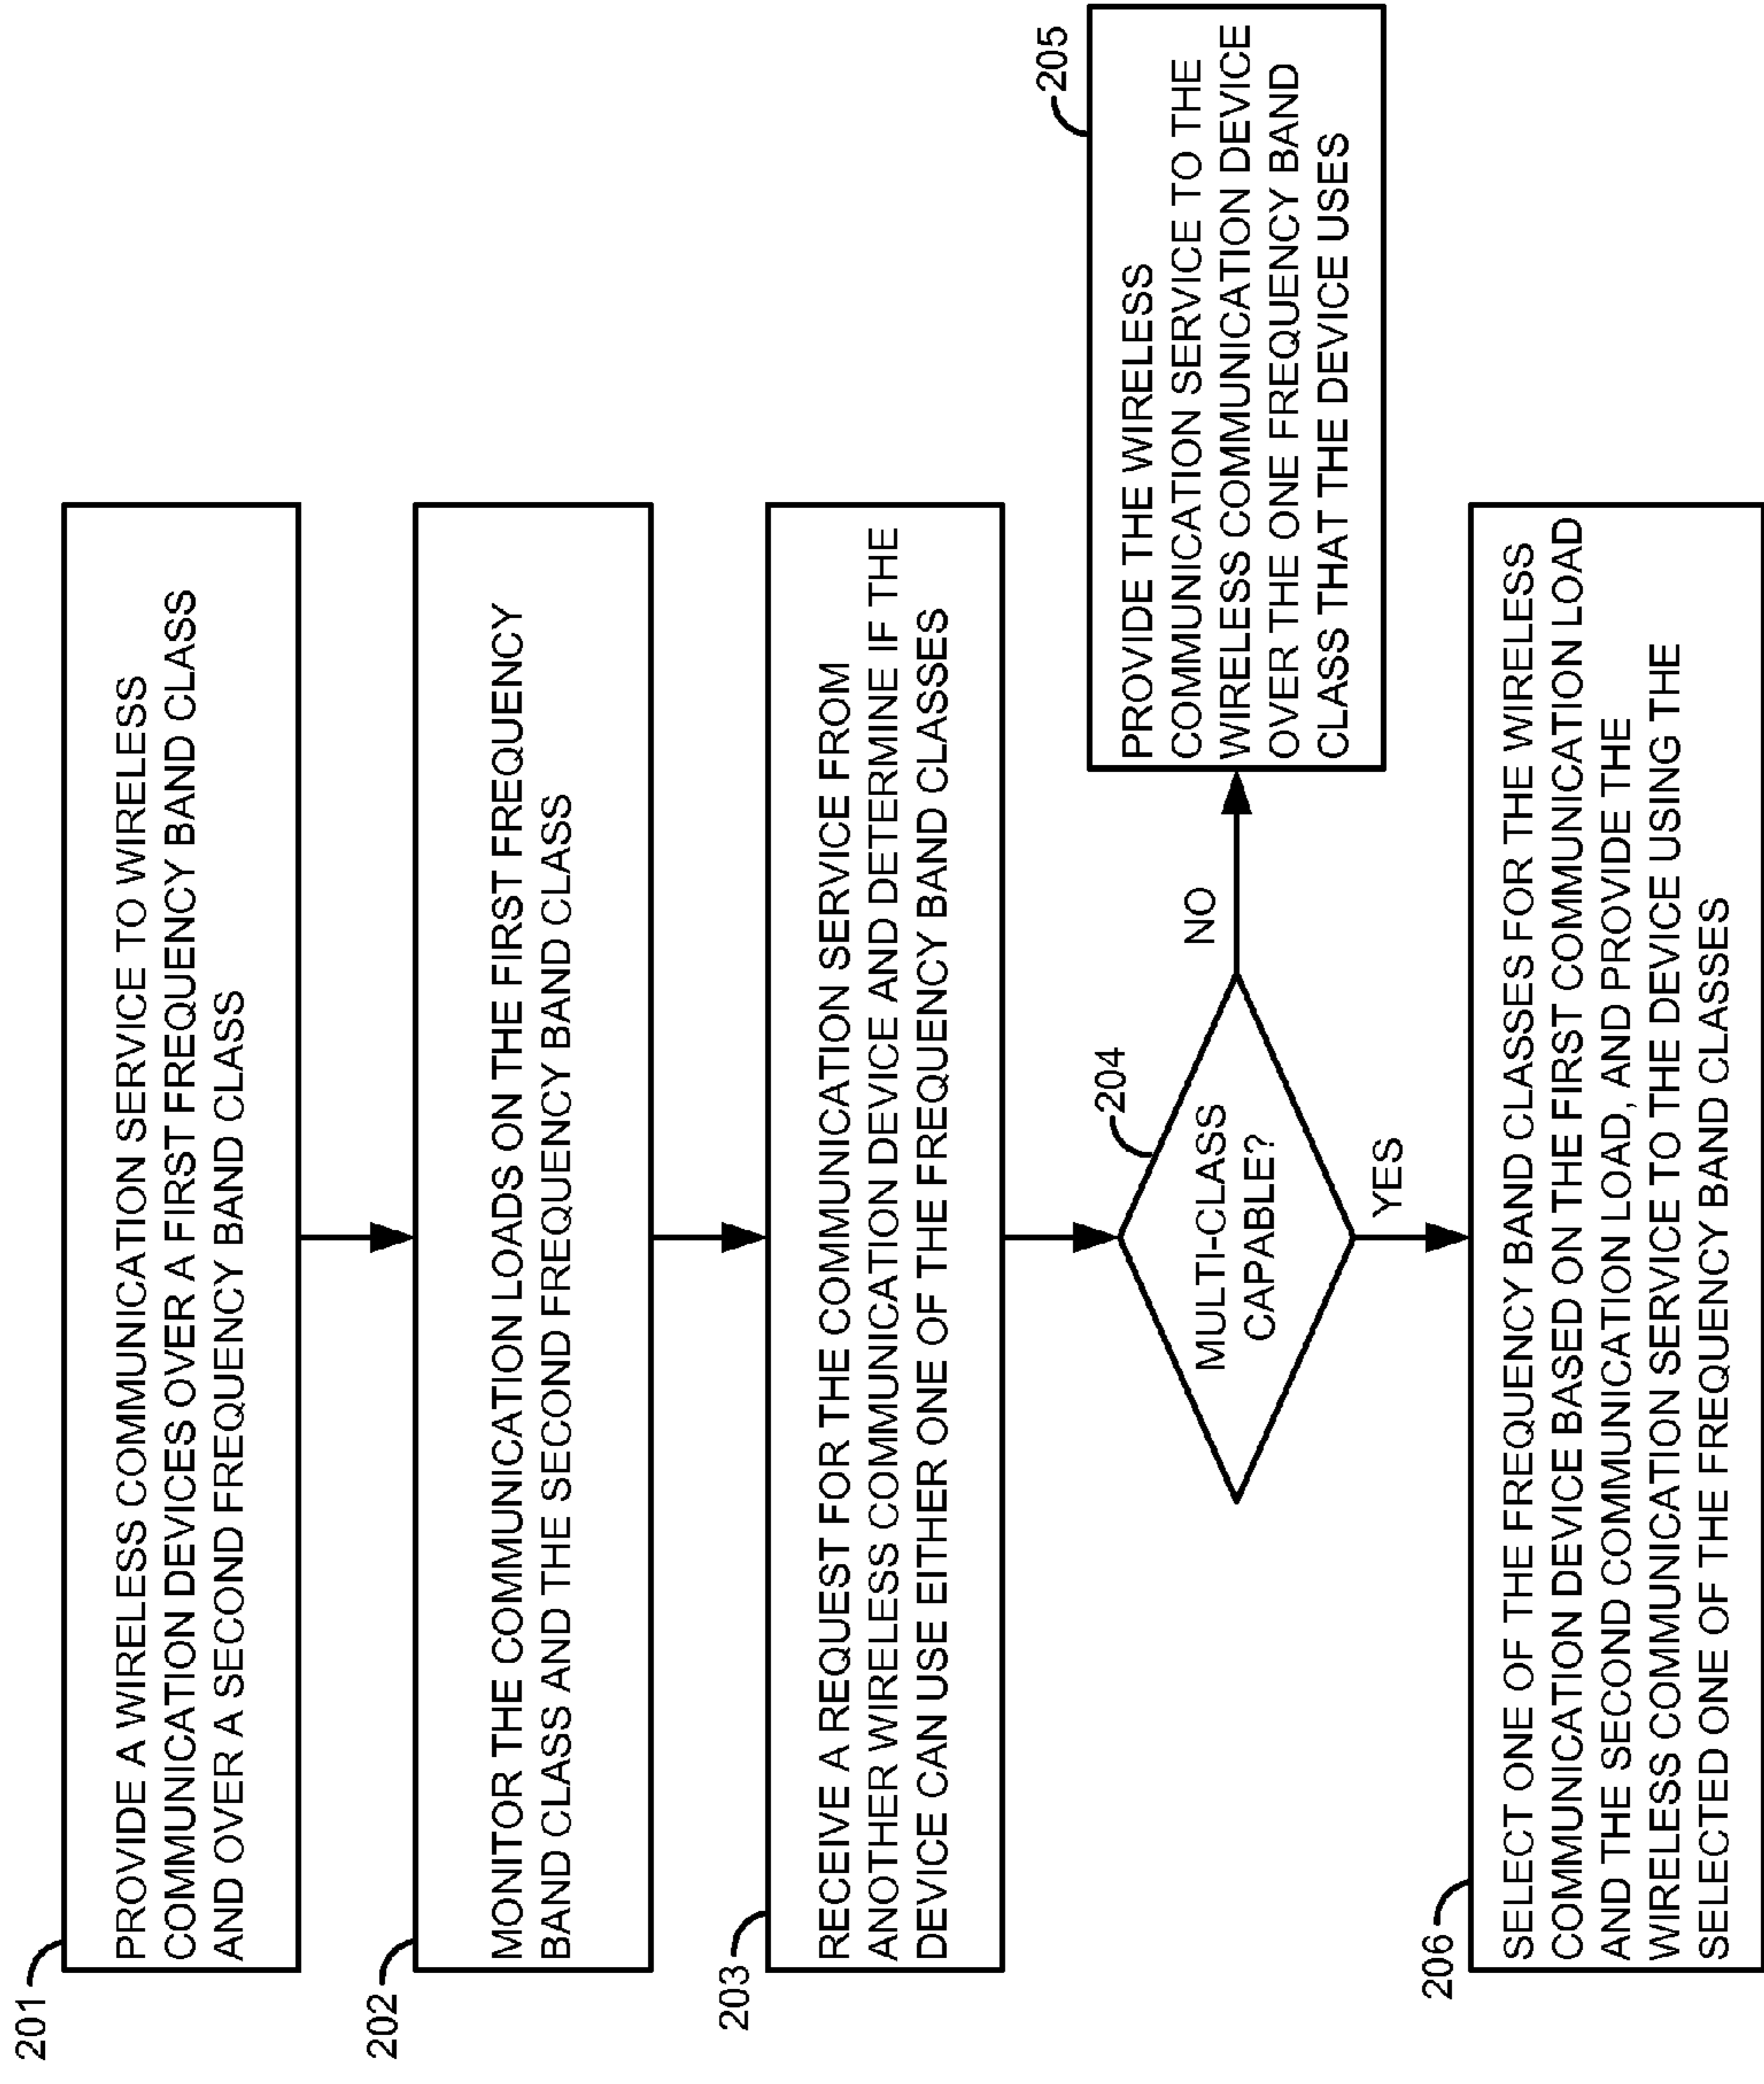 201
PROVIDE A WIRELESS COMMUNICATION SERVICE TO WIRELESS
COMMUNICATION DEVICES OVER A FIRST FREQUENCY BAND CLASS
AND OVER A SECOND FREQUENCY BAND CLASS
202
MONITOR THE COMMUNICATION LOADS ON THE FIRST FREQUENCY
BAND CLASS AND THE SECOND FREQUENCY BAND CLASS
203
RECEIVE A REQUEST FOR THE COMMUNICATION SERVICE FROM
ANOTHER WIRELESS COMMUNICATION DEVICE AND DETERMINE IF THE
DEVICE CAN USE EITHER ONE OF THE FREQUENCY BAND CLASSES
204
MULTI-CLASS
CAPABLE?
NO
205
PROVIDE THE WIRELESS
COMMUNICATION SERVICE TO THE
WIRELESS COMMUNICATION DEVICE
OVER THE ONE FREQUENCY BAND
CLASS THAT THE DEVICE USES
YES
206
SELECT ONE OF THE FREQUENCY BAND CLASSES FOR THE WIRELESS
COMMUNICATION DEVICE BASED ON THE FIRST COMMUNICATION LOAD
AND THE SECOND COMMUNICATION LOAD, AND PROVIDE THE
WIRELESS COMMUNICATION SERVICE TO THE DEVICE USING THE
SELECTED ONE OF THE FREQUENCY BAND CLASSES